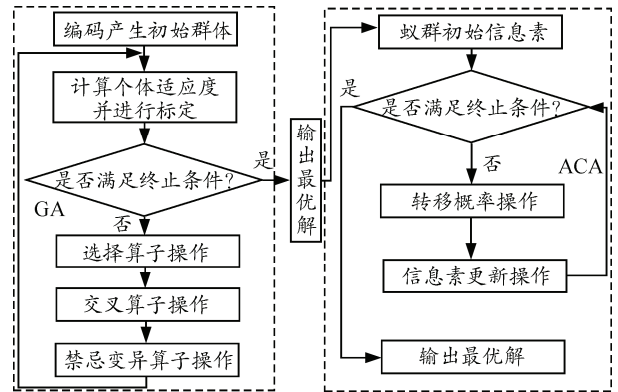 编码产生初始群体
计算个体适应度
并进行标定
是否满足终止条件?
是
GA
否
选择算子操作
交叉算子操作
禁忌变异算子操作
输出最优解
蚁群初始信息素
是
是否满足终止条件?
否
ACA
转移概率操作
信息素更新操作
输出最优解